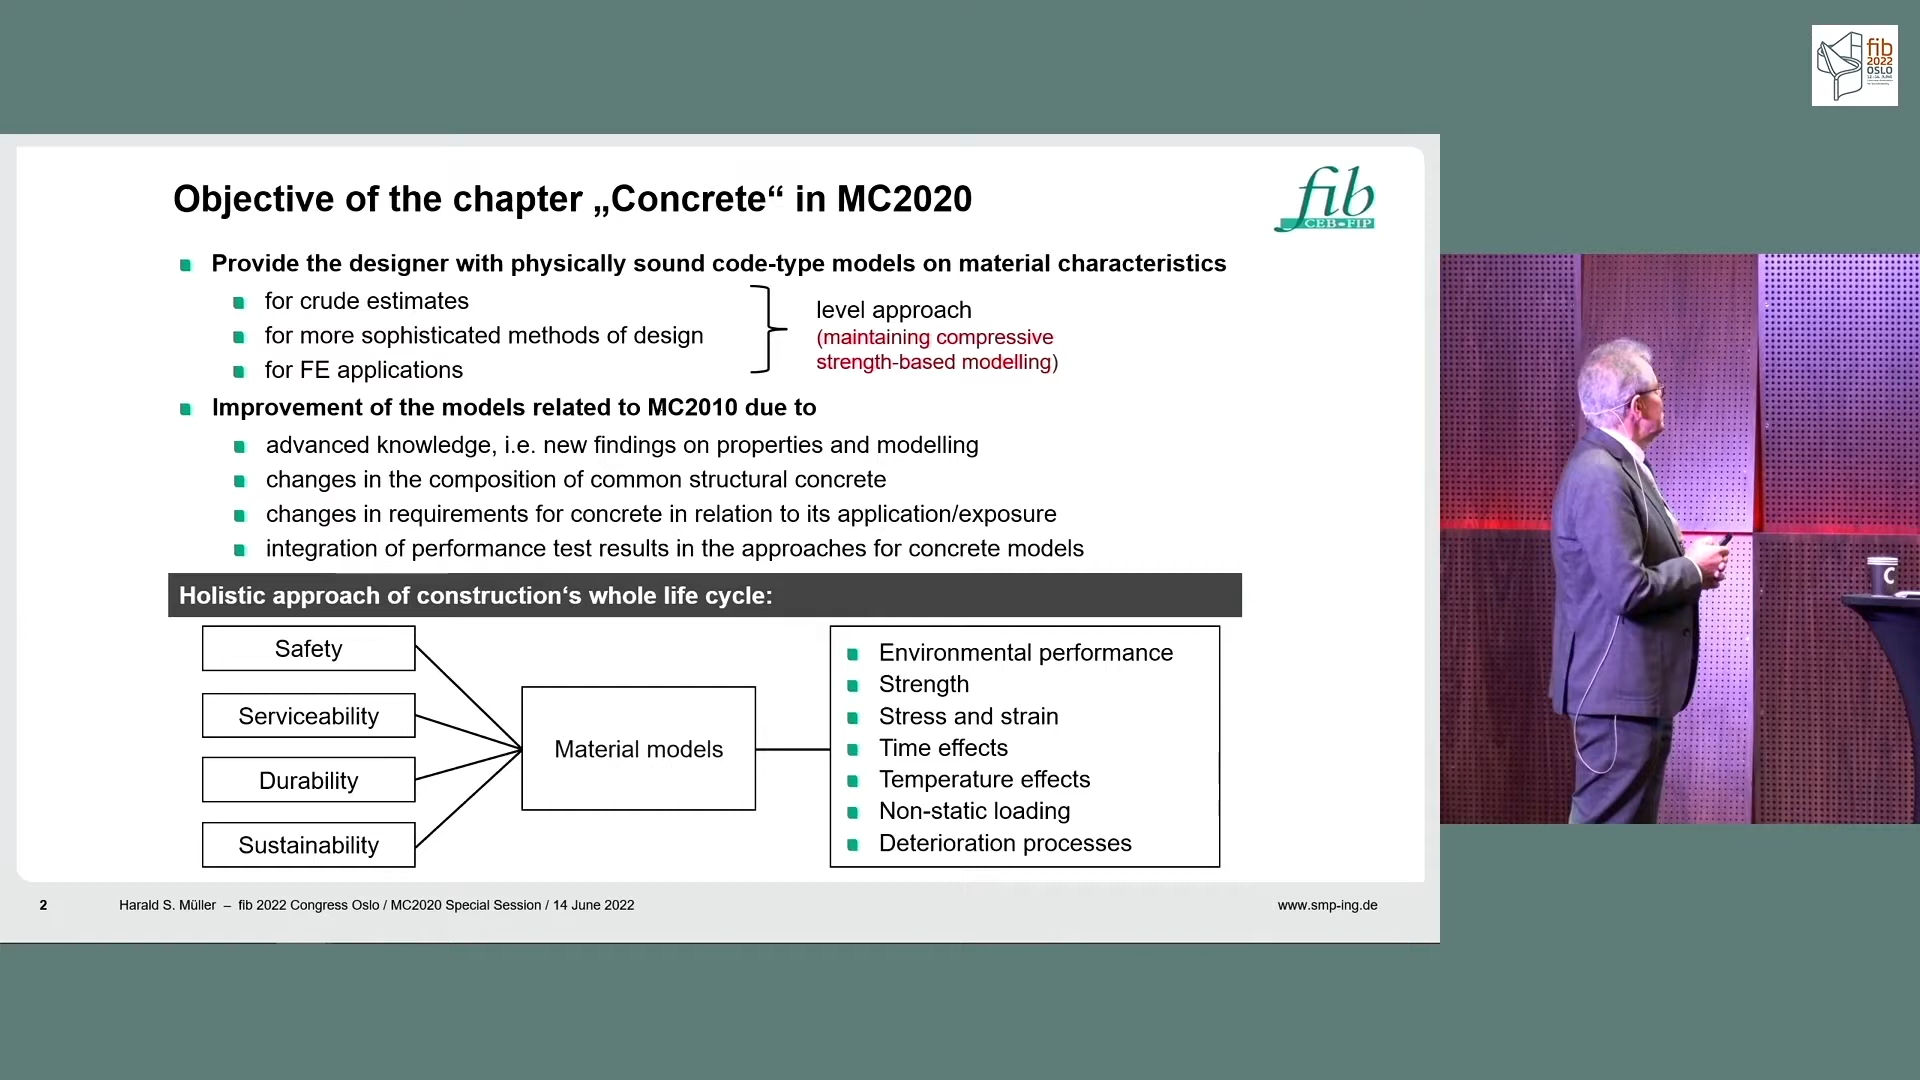 fib
2022
OSLO
Objective of the chapter „Concrete“ in MC2020
fib
CEB-FIP
Provide the designer with physically sound code-type models on material characteristics
for crude estimates
for more sophisticated methods of design
for FE applications
level approach
(maintaining compressive
strength-based modelling)
Improvement of the models related to MC2010 due to
advanced knowledge, i.e. new findings on properties and modelling
changes in the composition of common structural concrete
changes in requirements for concrete in relation to its application/exposure
integration of performance test results in the approaches for concrete models
Holistic approach of construction‘s whole life cycle:
Safety
Serviceability
Durability
Sustainability
Material models
Environmental performance
Strength
Stress and strain
Time effects
Temperature effects
Non-static loading
Deterioration processes
2
Harald S. Müller – fib 2022 Congress Oslo / MC2020 Special Session / 14 June 2022
www.smp-ing.de
C